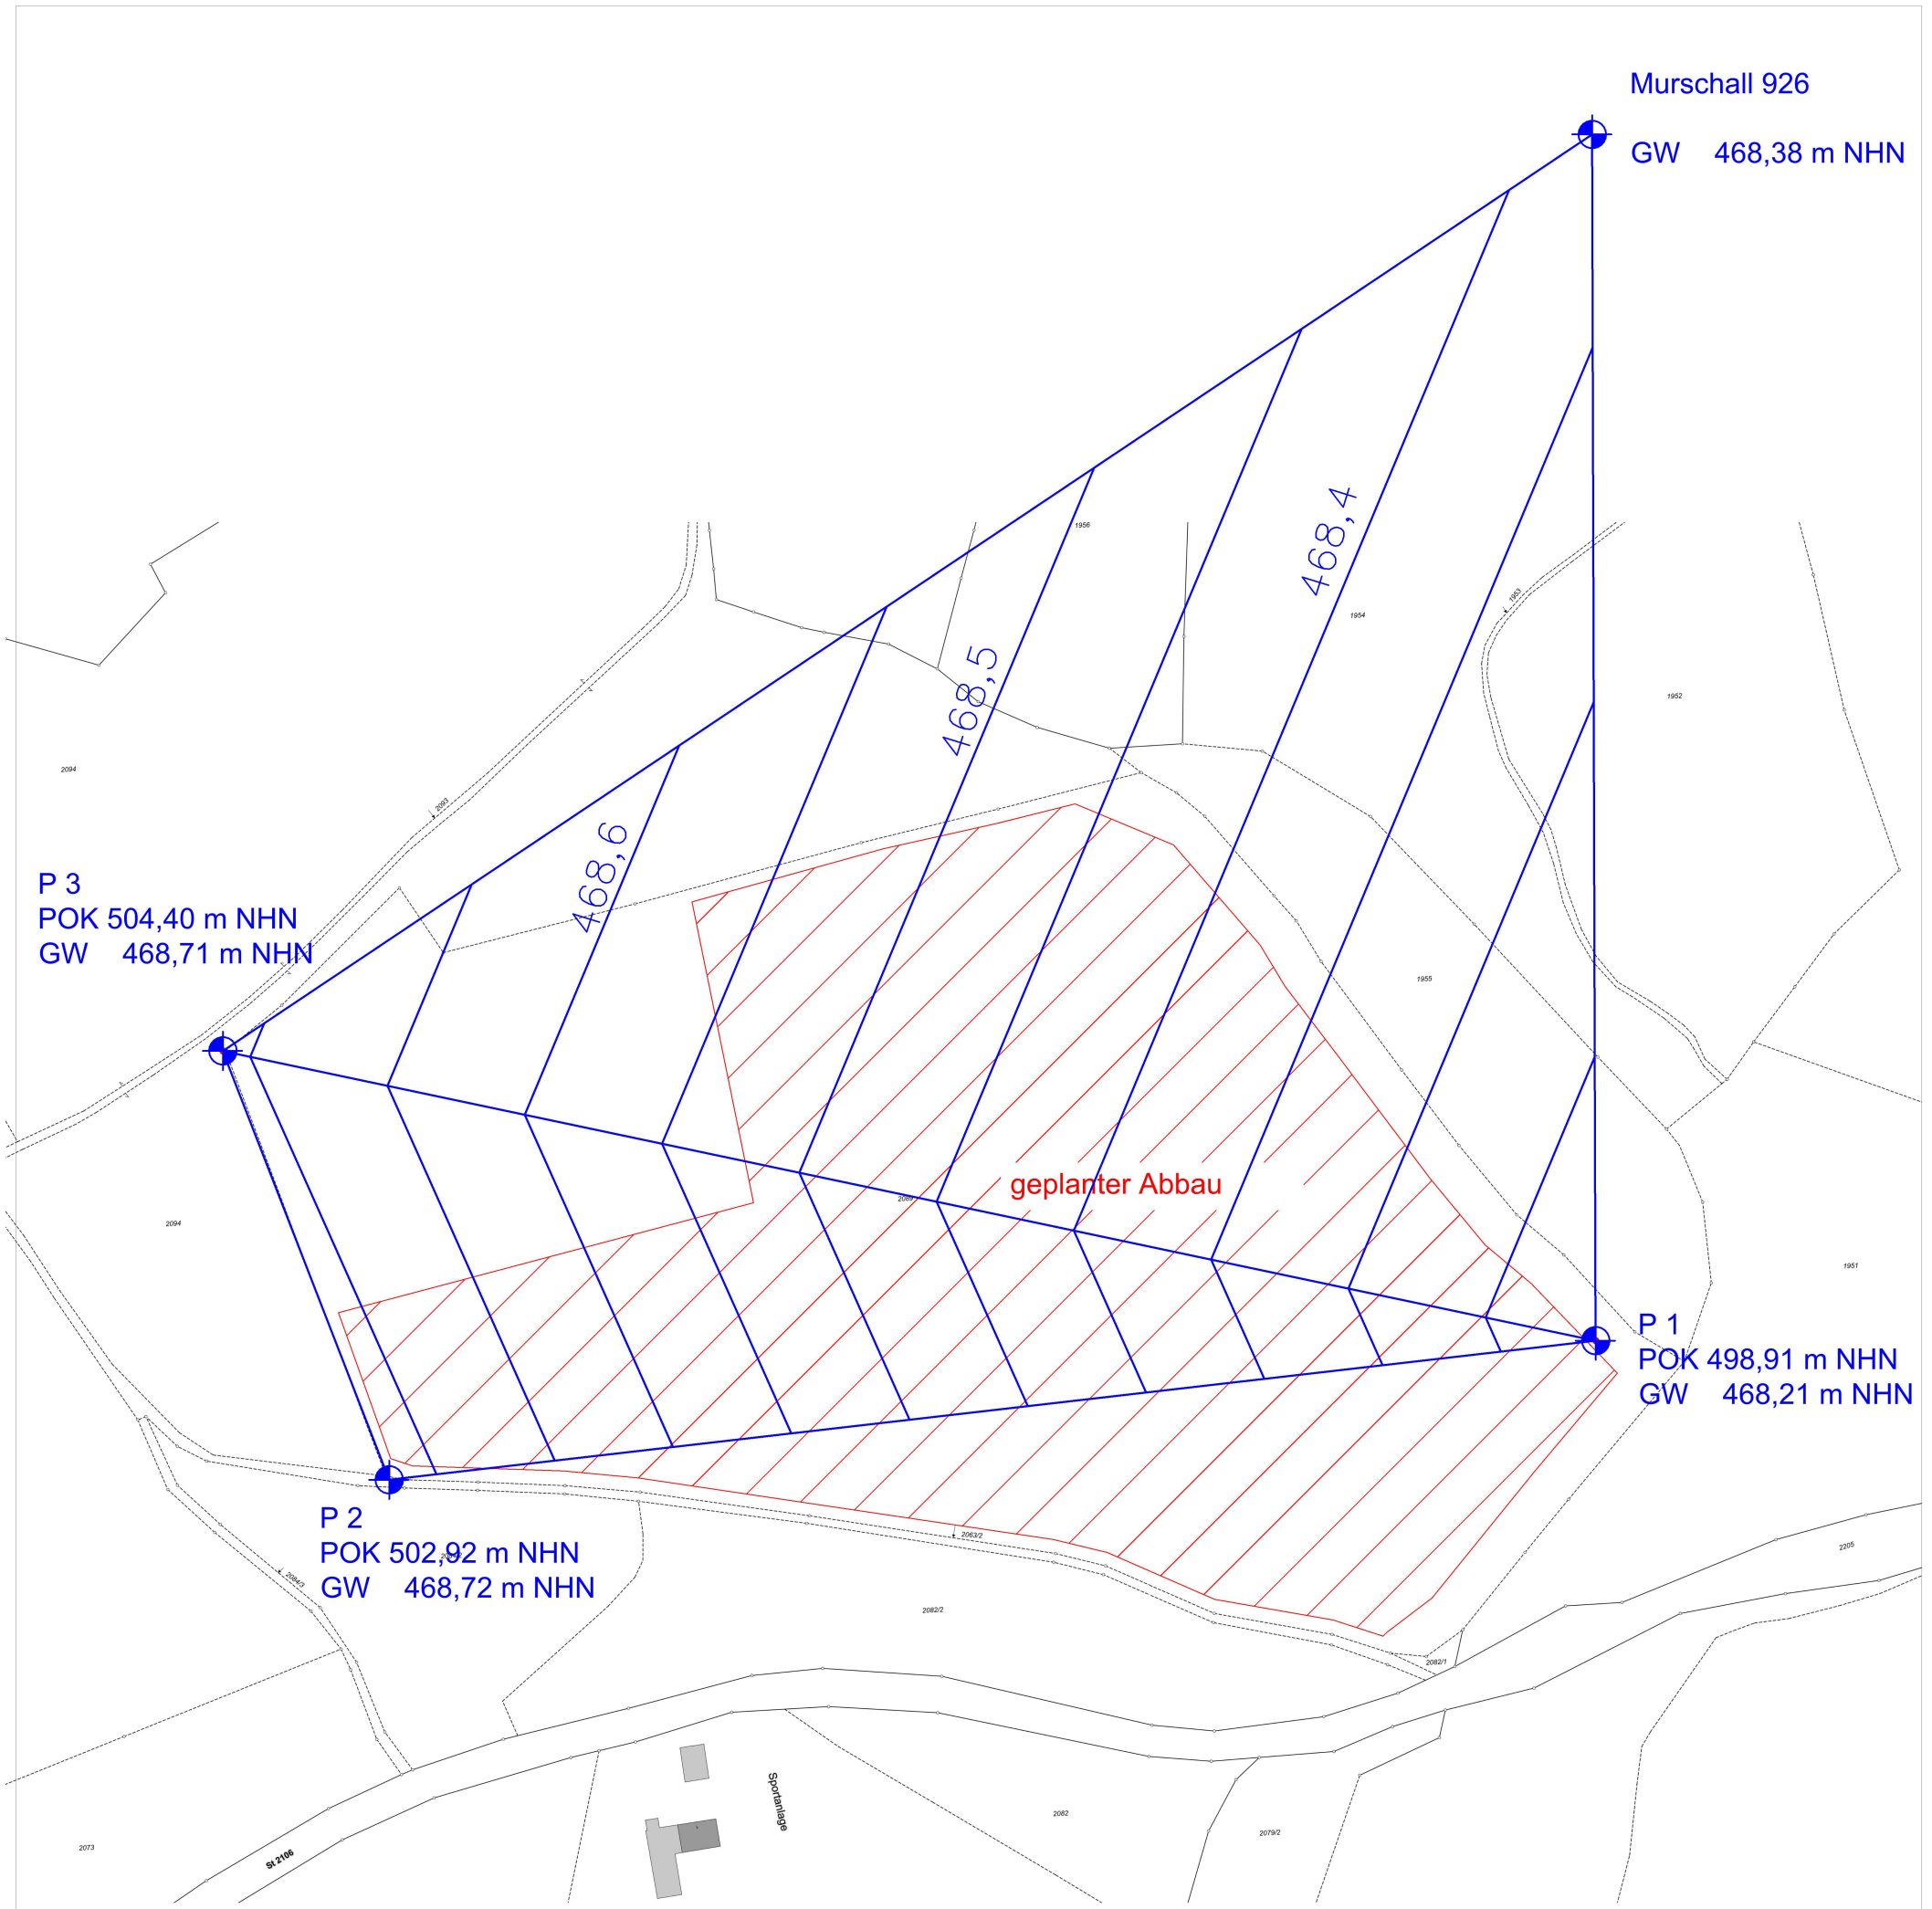 Murschall 926
GW 468,38 m NHN
468,4
1956
1953
1954
468,5
1952
2094
2093
468,6
P 3
POK 504,40 m NHN
GW 468,71 m NHN
1955
geplanter Abbau
2069
2094
1951
P 1
POK 498,91 m NHN
GW 468,21 m NHN
P 2
POK 502,92 m NHN
GW 468,72 m NHN
2063/2
2205
2084/3
2082/2
2082/1
Sportanlage
2082
2079/2
2073
St 2106